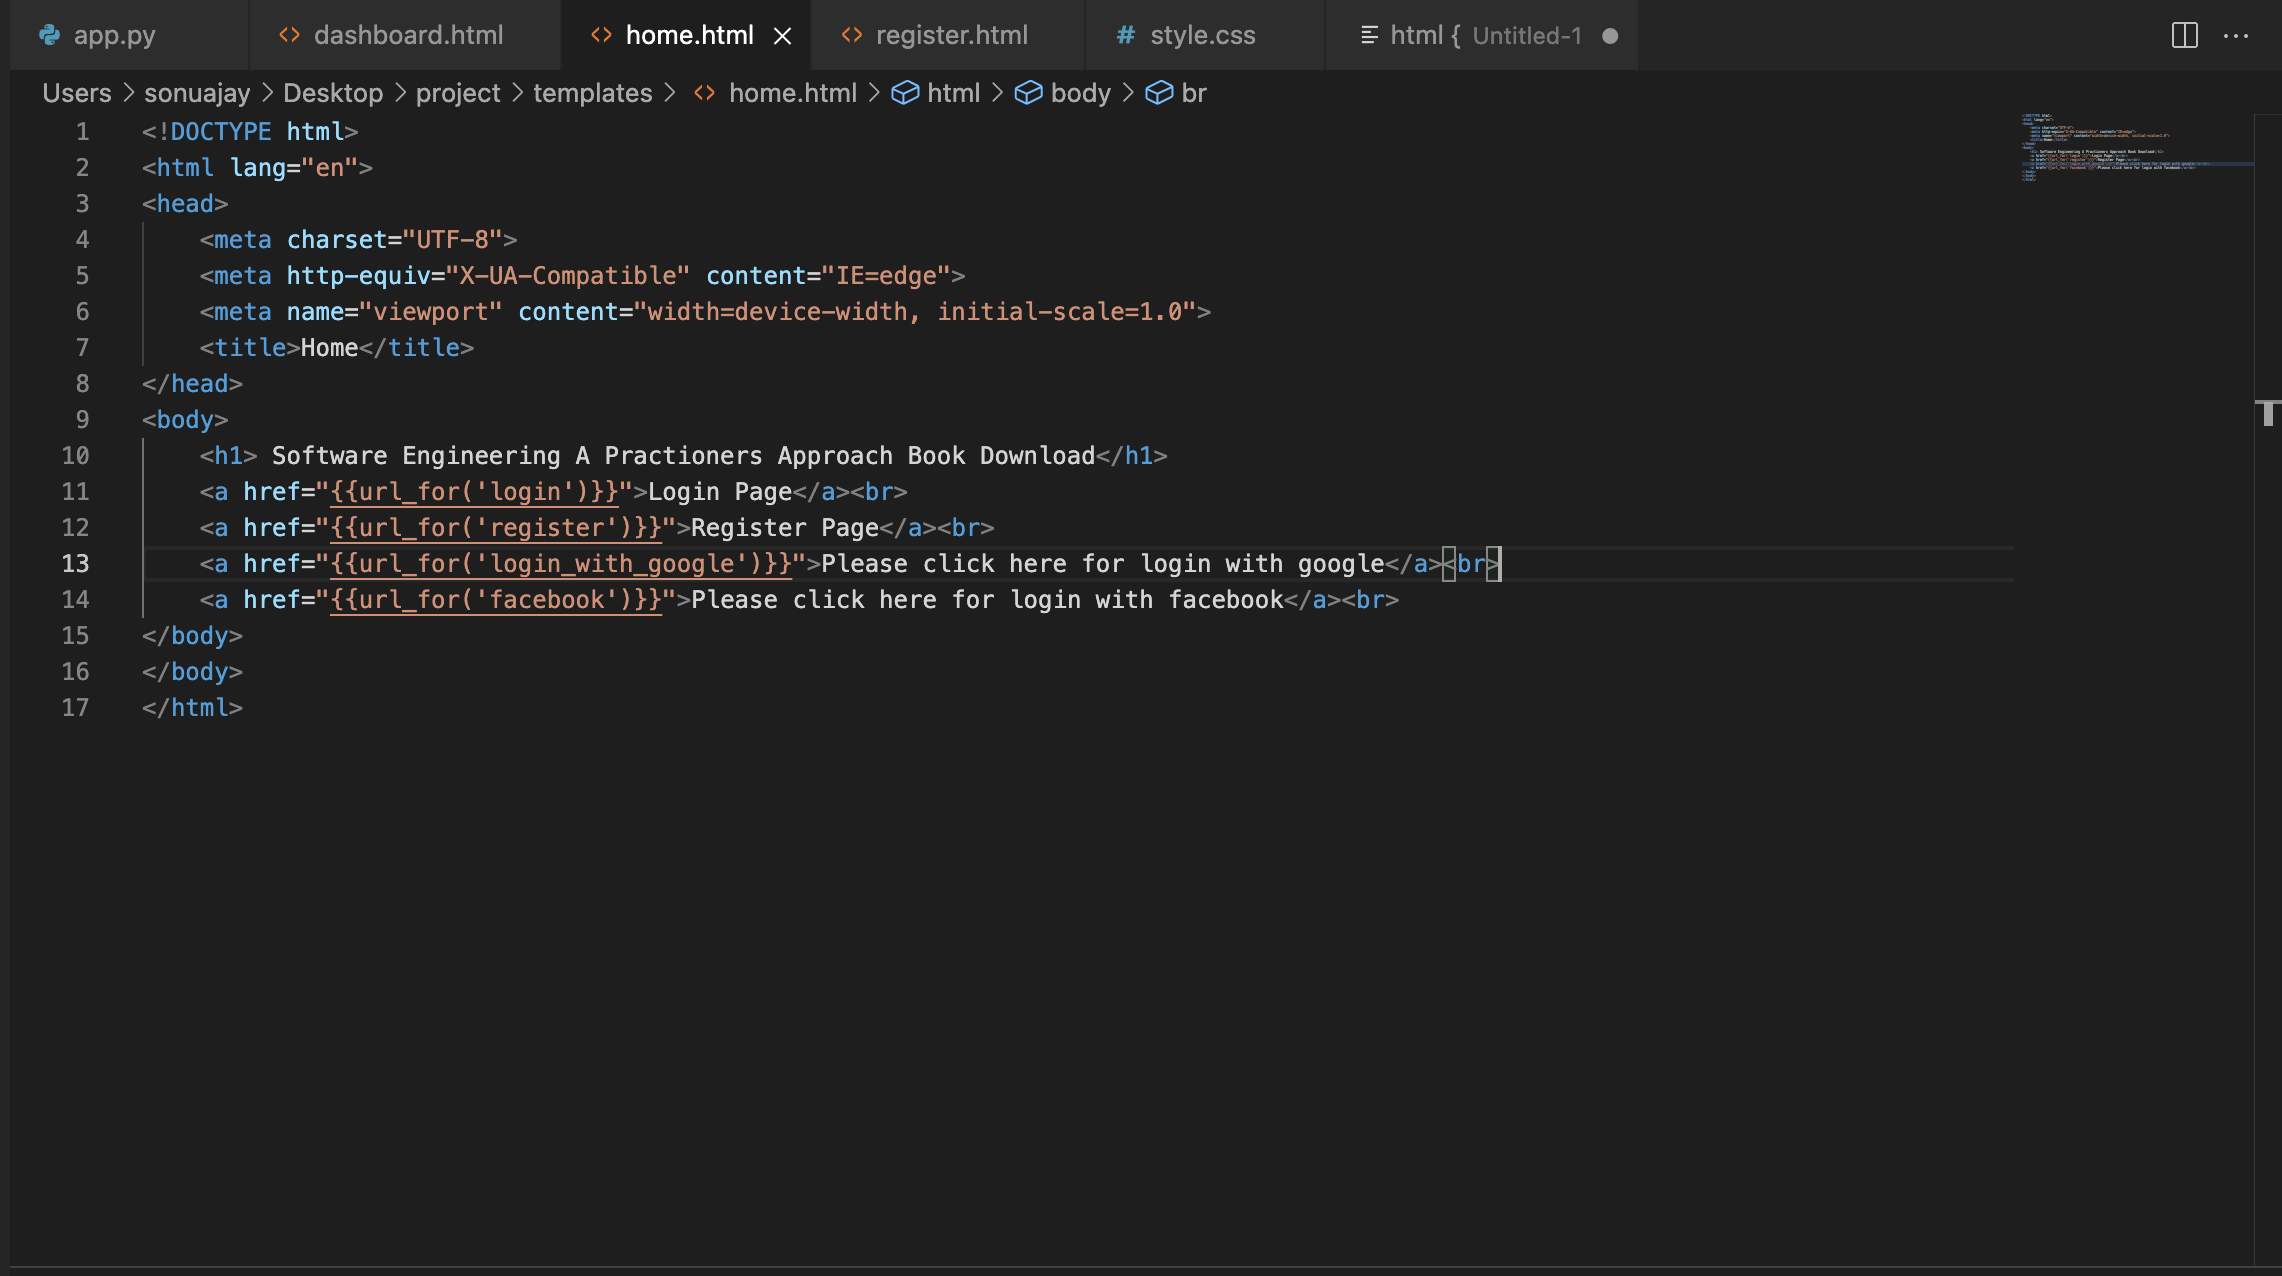 app.py dashboard.html home.html register.html style.css html { Untitled-1
Users > sonuajay > Desktop > project > templates > home.html > html > body > br
1 <!DOCTYPE html>
2 <html lang="en">
3 <head>
4 <meta charset="UTF-8">
5 <meta http-equiv="X-UA-Compatible" content="IE=edge">
6 <meta name="viewport" content="width=device-width, initial-scale=1.0">
7 <title>Home</title>
8 </head>
9 <body>
10 <h1> Software Engineering A Practioners Approach Book Download</h1>
11 <a href="{{url_for('login')}}">Login Page</a><br>
12 <a href="{{url_for('register')}}">Register Page</a><br>
13 <a href="{{url_for('login_with_google')}}">Please click here for login with google</a><br>
14 <a href="{{url_for('facebook')}}">Please click here for login with facebook</a><br>
15 </body>
16 </body>
17 </html>